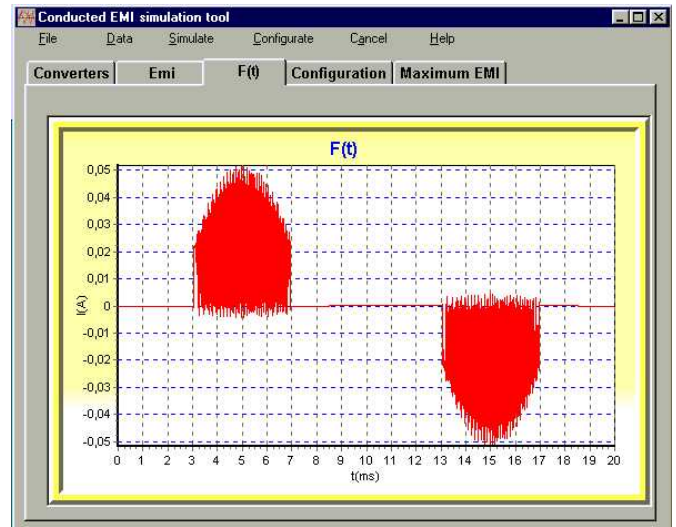 Conducted EMI simulation tool
File Data Simulate Configurate Cancel Help
Converters Emi F(t) Configuration Maximum EMI
F(t)
0,05
0,04
0,03
0,02
0,01
0
-0,01
-0,02
-0,03
-0,04
-0,05
I(A)
0 1 2 3 4 5 6 7 8 9 10 11 12 13 14 15 16 17 18 19 20
t(ms)